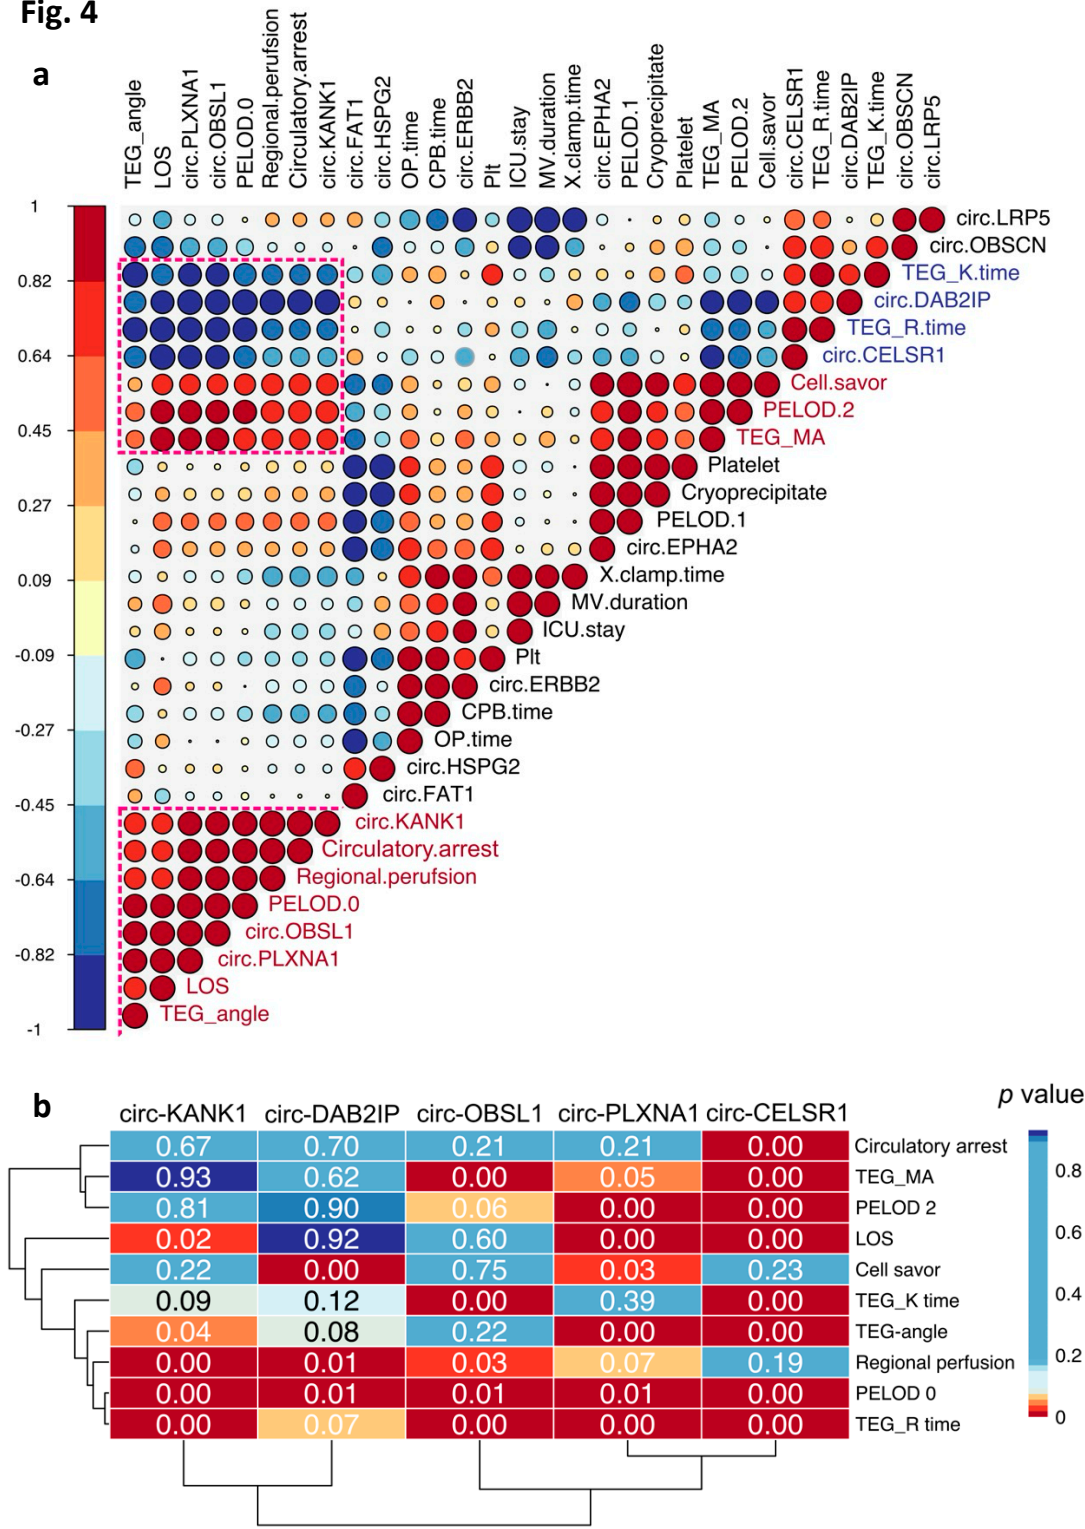 Fig. 4
a
TEG_angle
LOS
circ.PLXNA1
circ.OBSL1
PELOD.0
Regional.perufsion
Circulatory.arrest
circ.KANK1
circ.FAT1
circ.HSPG2
OP.time
CPB.time
circ.ERBB2
Plt
ICU.stay
MV.duration
X.clamp.time
circ.EPHA2
PELOD.1
Cryoprecipitate
Platelet
TEG_MA
PELOD.2
Cell.savor
circ.CELSR1
TEG_R.time
circ.DAB2IP
TEG_K.time
circ.OBSCN
circ.LRP5
1
0.82
0.64
0.45
0.27
0.09
-0.09
-0.27
-0.45
-0.64
-0.82
-1
circ.LRP5
circ.OBSCN
TEG_K.time
circ.DAB2IP
TEG_R.time
circ.CELSR1
Cell.savor
PELOD.2
TEG_MA
Platelet
Cryoprecipitate
PELOD.1
circ.EPHA2
X.clamp.time
MV.duration
ICU.stay
Plt
circ.ERBB2
CPB.time
OP.time
circ.HSPG2
circ.FAT1
circ.KANK1
Circulatory.arrest
Regional.perufsion
PELOD.0
circ.OBSL1
circ.PLXNA1
LOS
TEG_angle
b
circ-KANK1 circ-DAB2IP circ-OBSL1 circ-PLXNA1 circ-CELSR1
0.67 0.70 0.21 0.21 0.00 Circulatory arrest
0.93 0.62 0.00 0.05 0.00 TEG_MA
0.81 0.90 0.06 0.00 0.00 PELOD 2
0.02 0.92 0.60 0.00 0.00 LOS
0.22 0.00 0.75 0.03 0.23 Cell savor
0.09 0.12 0.00 0.39 0.00 TEG_K time
0.04 0.08 0.22 0.00 0.00 TEG-angle
0.00 0.01 0.03 0.07 0.19 Regional perfusion
0.00 0.01 0.01 0.01 0.00 PELOD 0
0.00 0.07 0.00 0.00 0.00 TEG_R time
p value
0.8
0.6
0.4
0.2
0